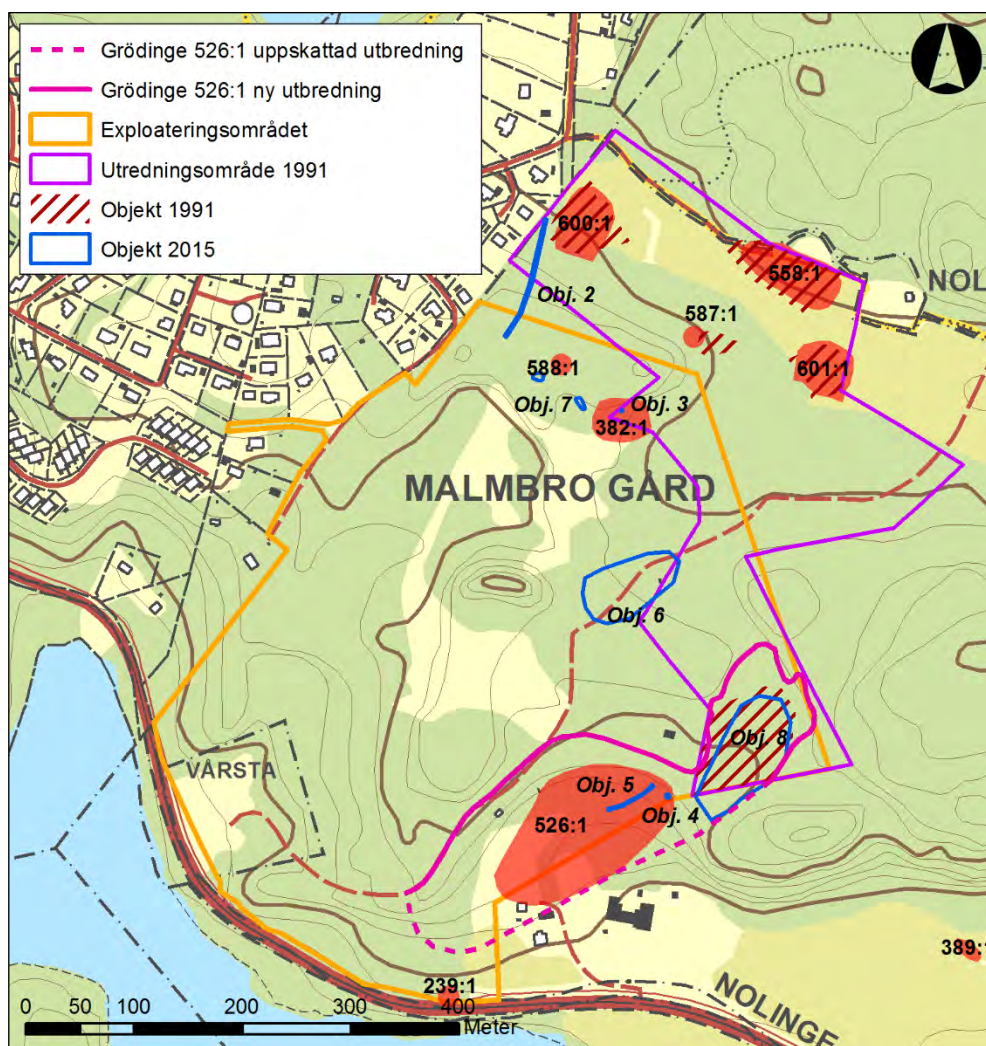 Grödinge 526:1 uppskattad utbredning
Grödinge 526:1 ny utbredning
Exploateringsområdet
Utredningsområde 1991
Objekt 1991
Objekt 2015
600:1
558:1
NOL
Obj. 2
587:1
588:1
601:1
Obj. 7
Obj. 3
382:1
MALMBRO GÅRD
Obj. 6
Obj. 8
VÅRSTA
Obj. 5
Obj. 4
526:1
389:1
239:1
NOLINGE
0 50 100 200 300 400
Meter